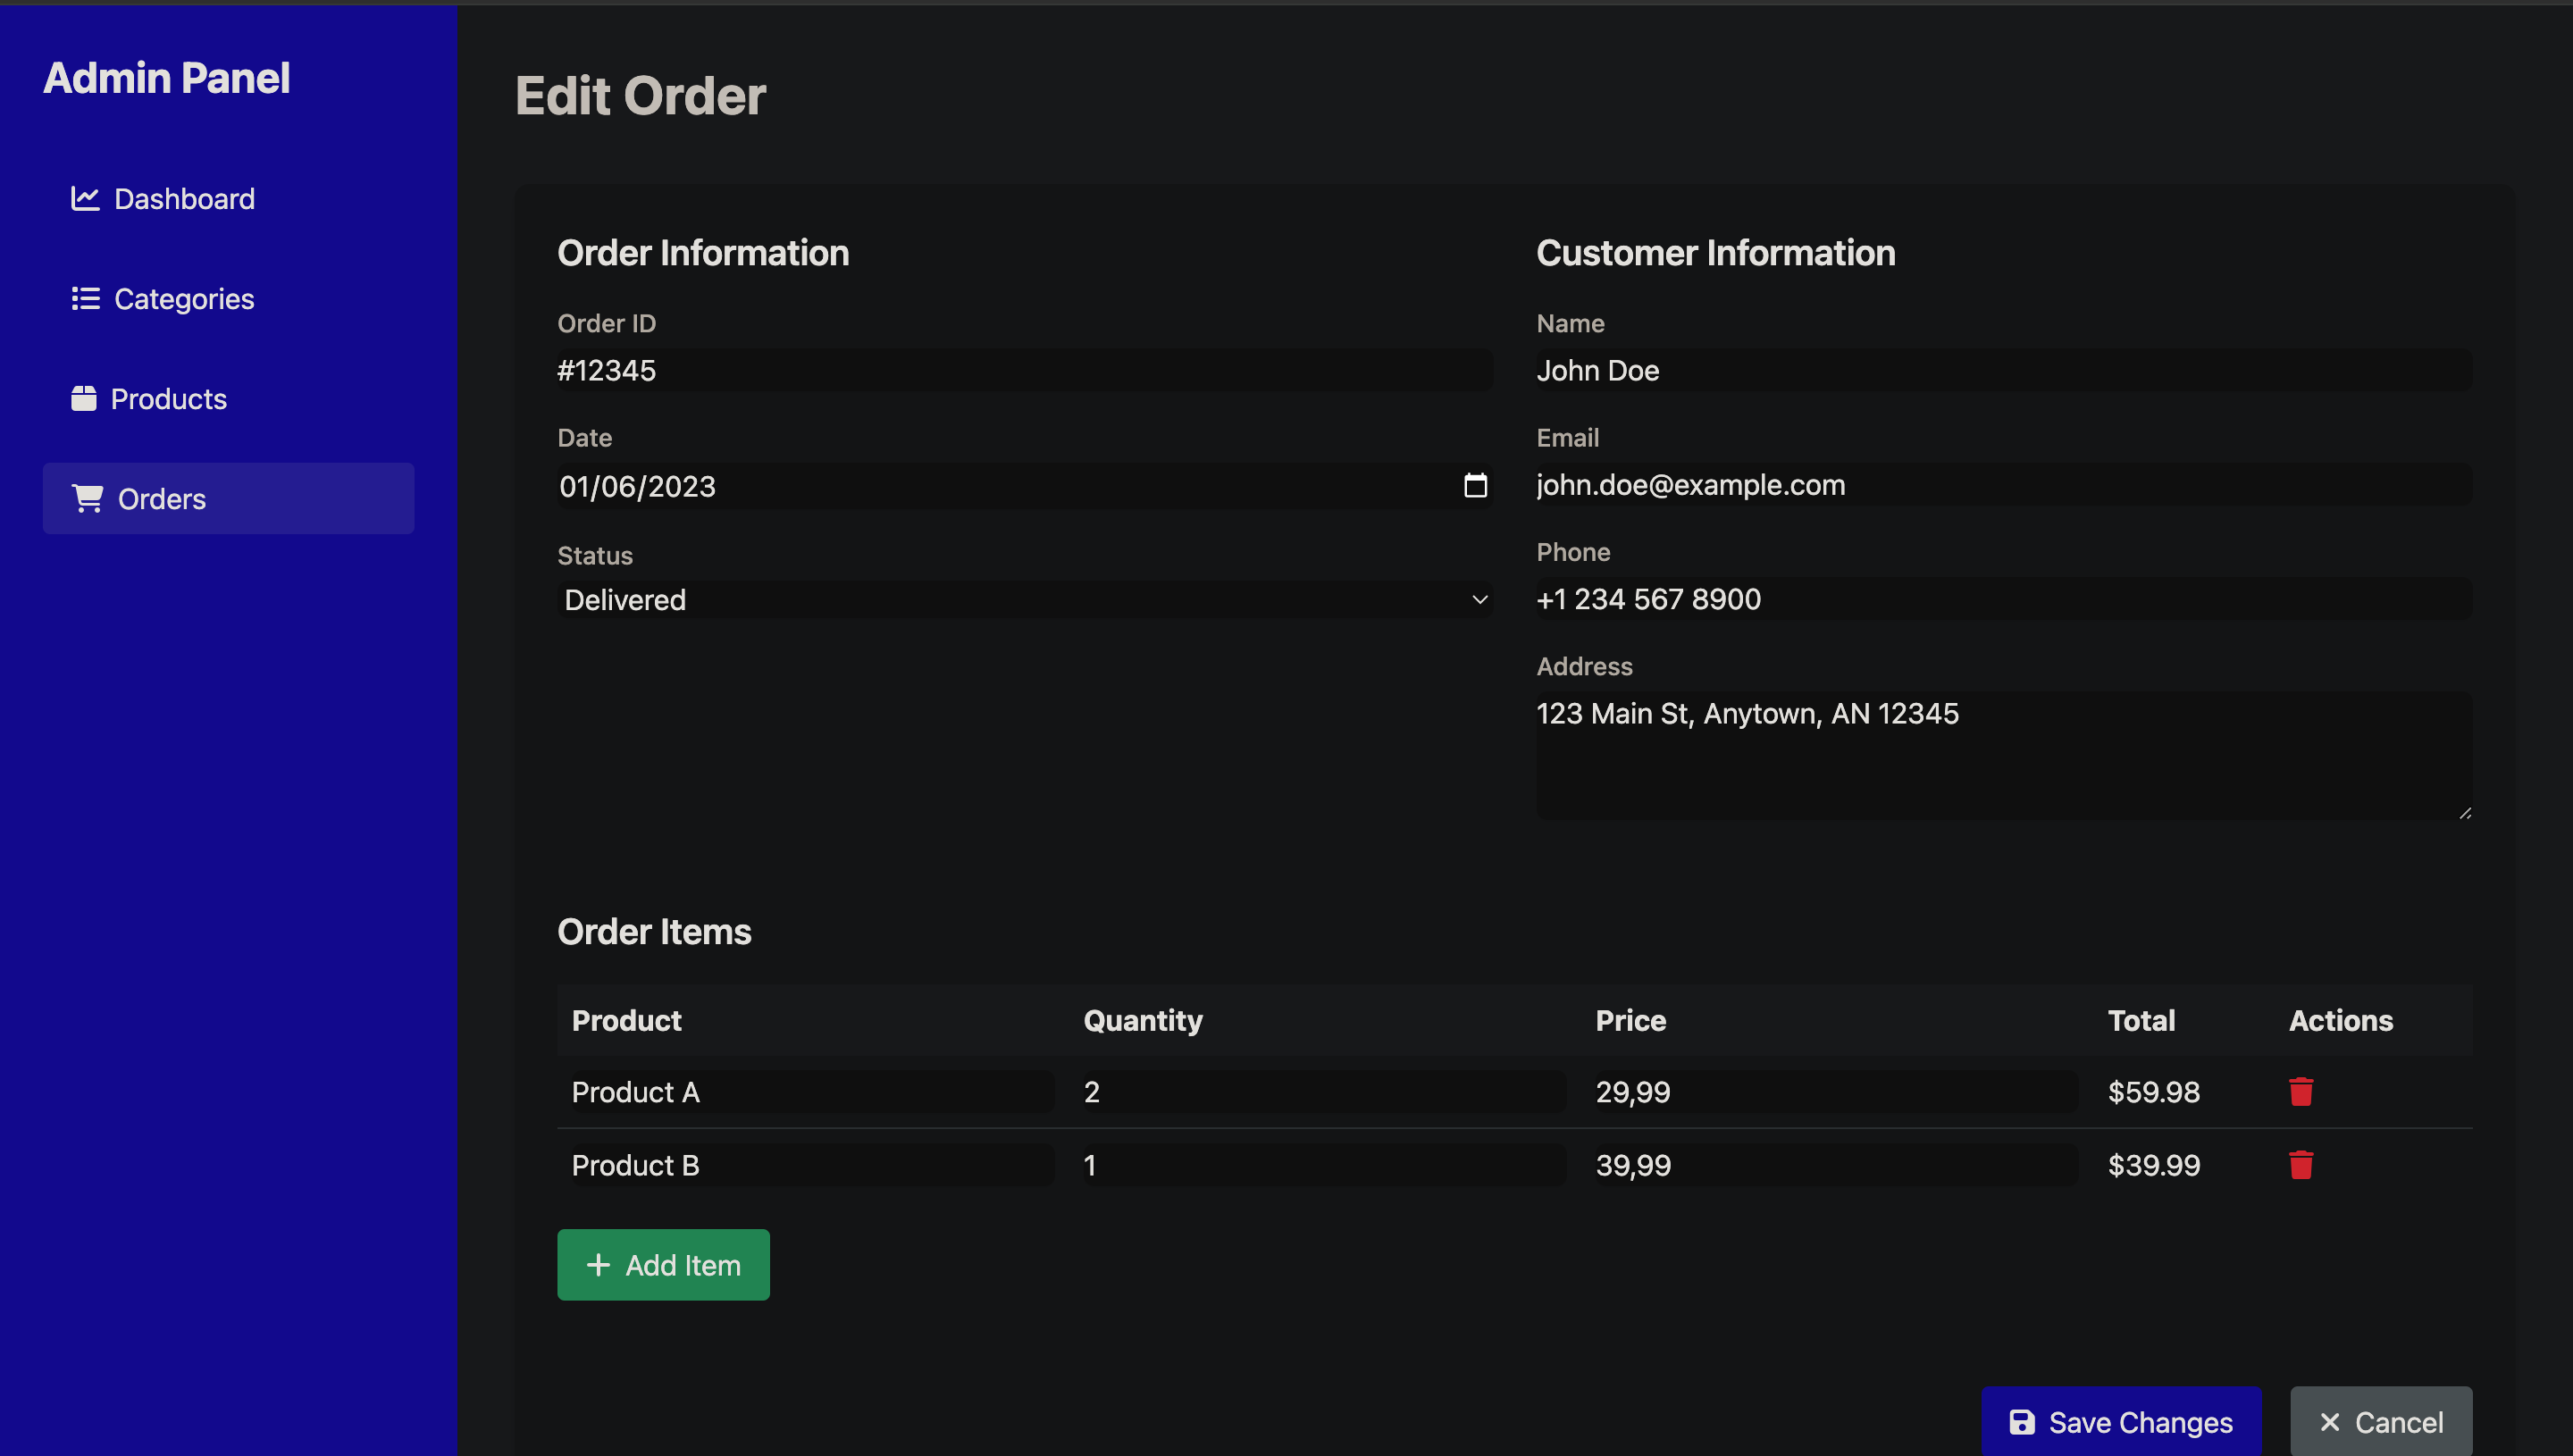 Admin Panel
Dashboard
Categories
Products
Orders
Edit Order
Order Information
Order ID
#12345
Date
01/06/2023
Status
Delivered
Customer Information
Name
John Doe
Email
john.doe@example.com
Phone
+1 234 567 8900
Address
123 Main St, Anytown, AN 12345
Order Items
Product Quantity Price Total Actions
Product A 2 29,99 $59.98
Product B 1 39,99 $39.99
Add Item
Save Changes
Cancel